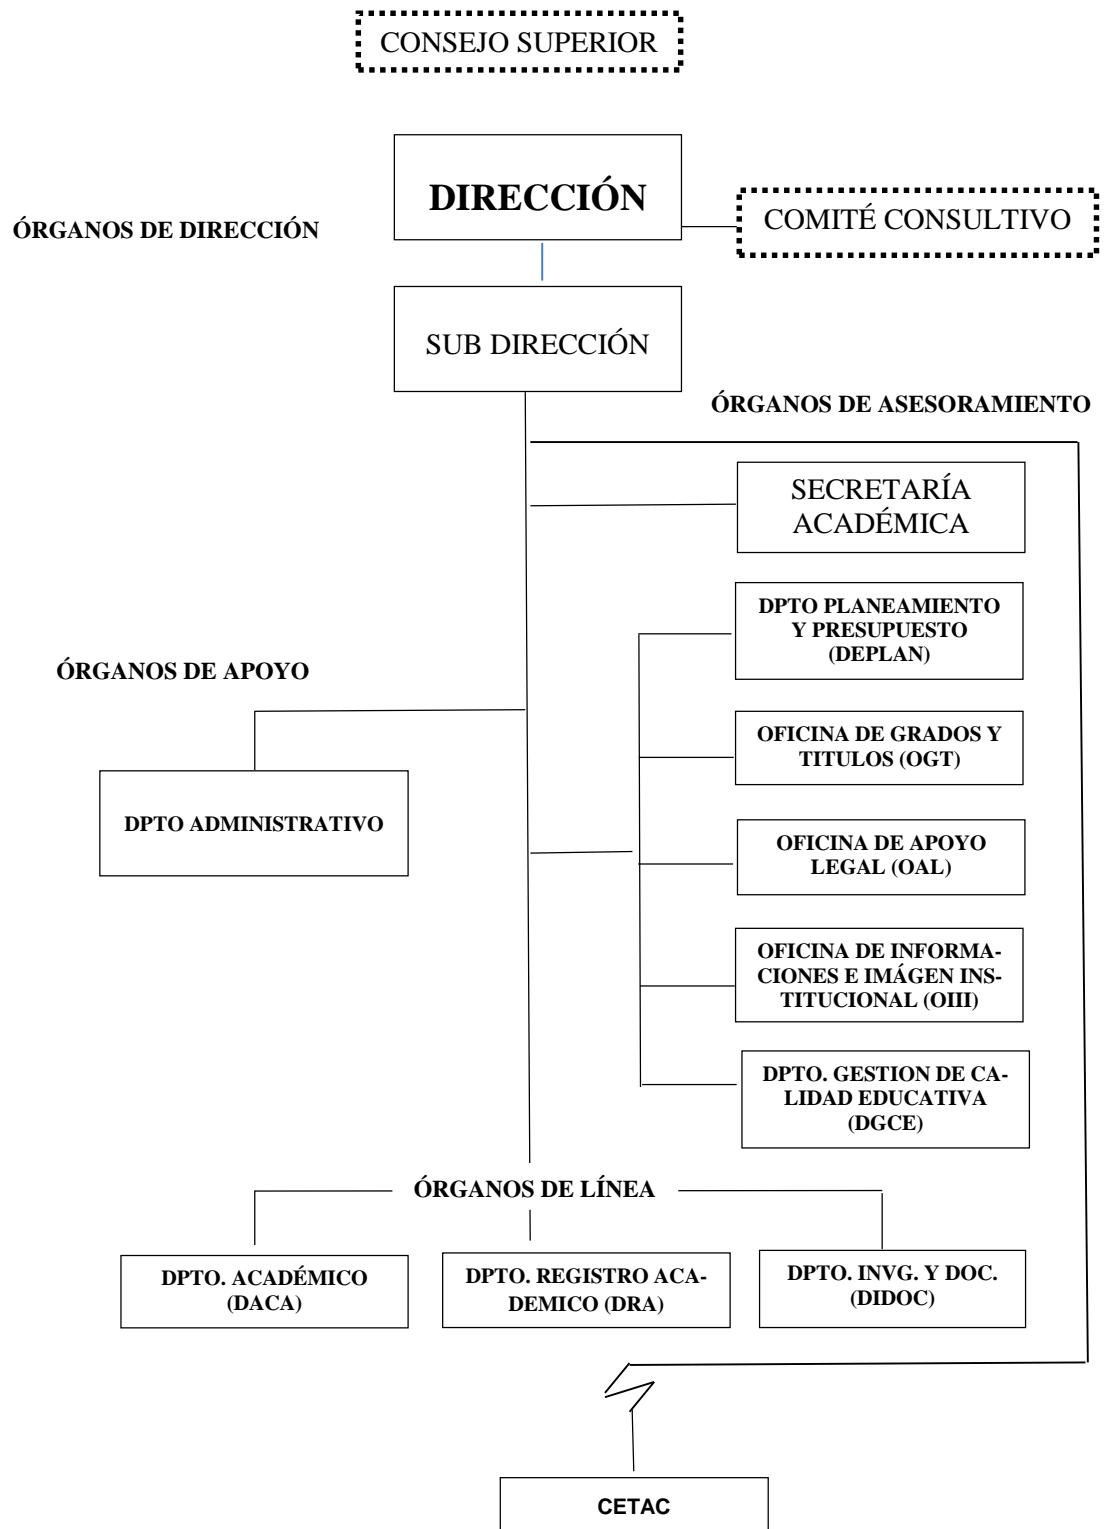 CONSEJO SUPERIOR
DIRECCIÓN
COMITÉ CONSULTIVO
ÓRGANOS DE DIRECCIÓN
SUB DIRECCIÓN
ÓRGANOS DE ASESORAMIENTO
SECRETARÍA
ACADÉMICA
DPTO PLANEAMIENTO
Y PRESUPUESTO
(DEPLAN)
ÓRGANOS DE APOYO
OFICINA DE GRADOS Y
TITULOS (OGT)
DPTO ADMINISTRATIVO
OFICINA DE APOYO
LEGAL (OAL)
OFICINA DE INFORMA-
CIONES E IMÁGEN INS-
TITUCIONAL (OIII)
DPTO. GESTION DE CA-
LIDAD EDUCATIVA
(DGCE)
ÓRGANOS DE LÍNEA
DPTO. ACADÉMICO
(DACA)
DPTO. REGISTRO ACA-
DEMICO (DRA)
DPTO. INVG. Y DOC.
(DIDOC)
CETAC